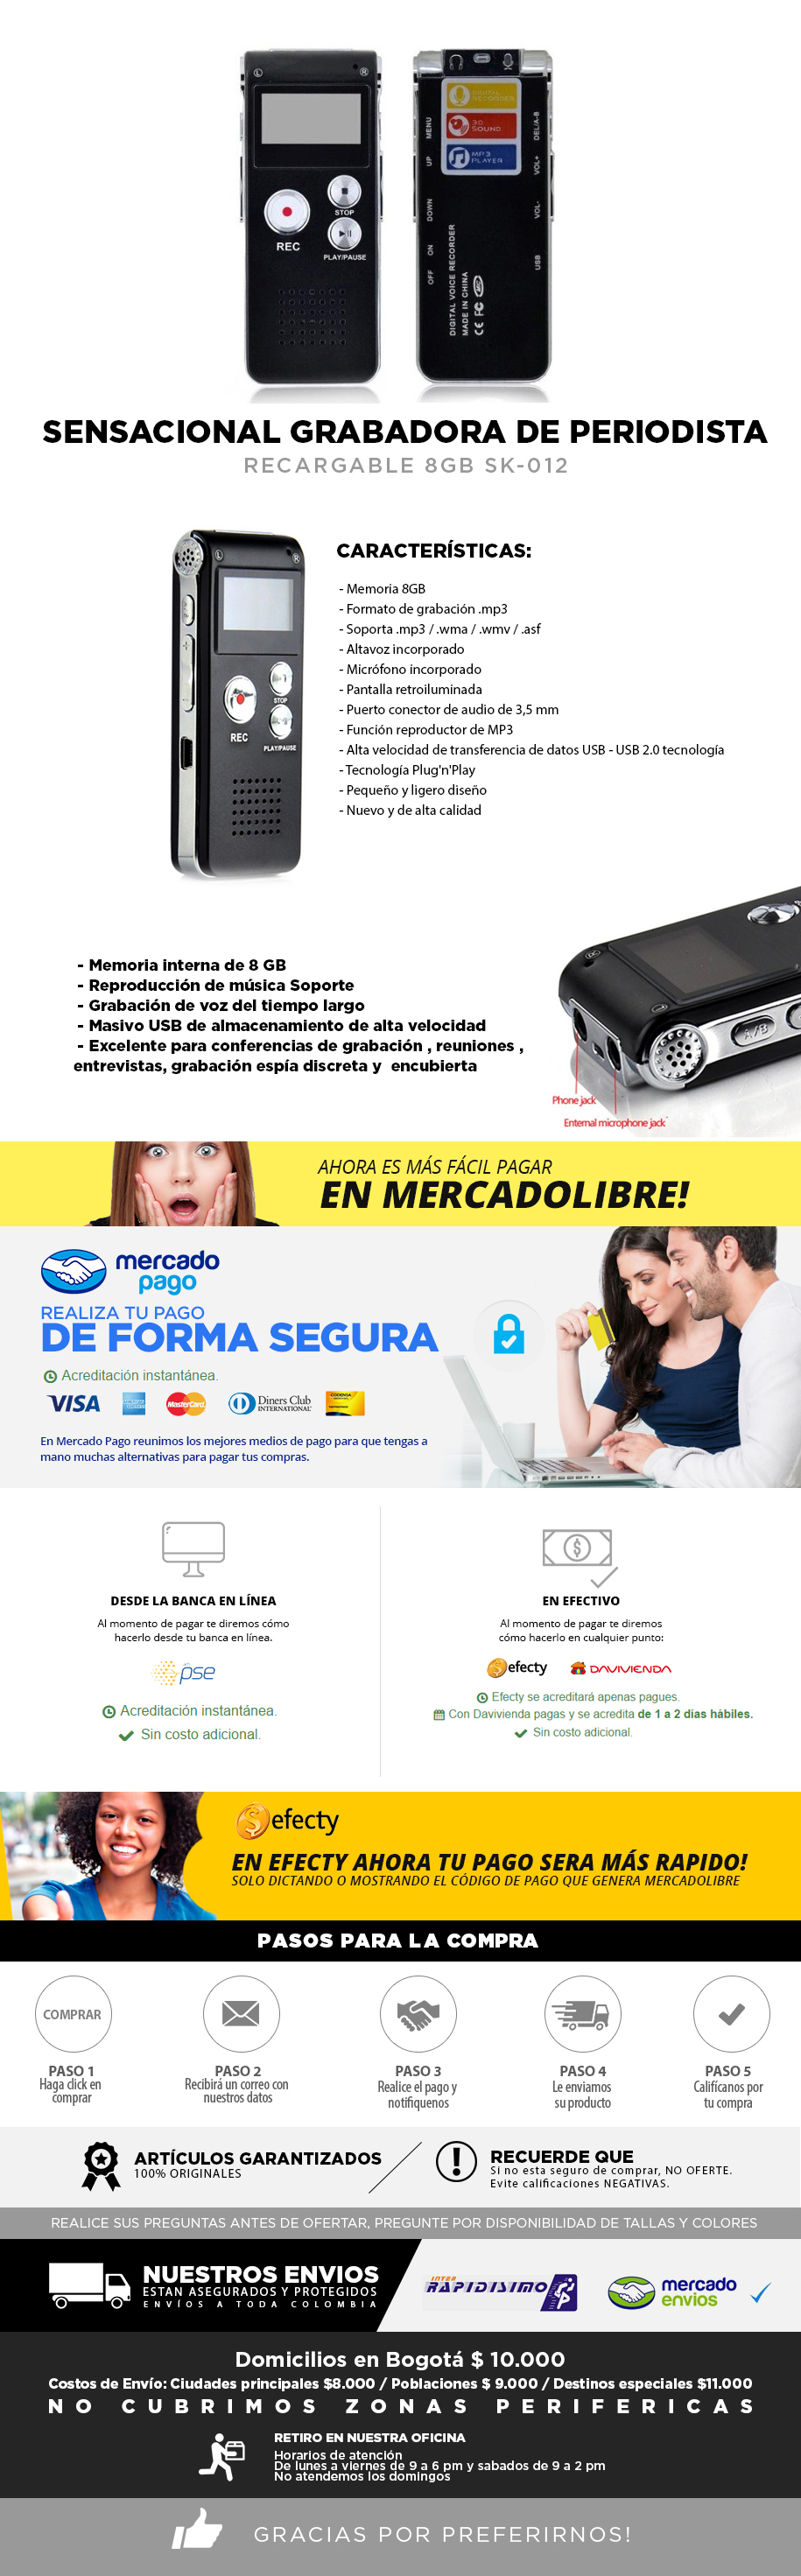 L
R
REC
STOP
PLAY/PAUSE
DIGITAL RECORDER
3D SOUND
MP3 PLAYER
MENU
UP
DOWN
ON
OFF
DEL/A-B
VOL+
VOL-
USB
DIGITAL VOICE RECORDER
MADE IN CHINA
CE FC
SENSACIONAL GRABADORA DE PERIODISTA
RECARGABLE 8GB SK-012
L
R
REC
STOP
PLAY/PAUSE
CARACTERÍSTICAS:
- Memoria 8GB
- Formato de grabación .mp3
- Soporta .mp3 / .wma / .wmv / .asf
- Altavoz incorporado
- Micrófono incorporado
- Pantalla retroiluminada
- Puerto conector de audio de 3,5 mm
- Función reproductor de MP3
- Alta velocidad de transferencia de datos USB - USB 2.0 tecnología
- Tecnología Plug'n'Play
- Pequeño y ligero diseño
- Nuevo y de alta calidad
- Memoria interna de 8 GB
- Reproducción de música Soporte
- Grabación de voz del tiempo largo
- Masivo USB de almacenamiento de alta velocidad
- Excelente para conferencias de grabación , reuniones ,
entrevistas, grabación espía discreta y encubierta
A/B
Phone jack
External microphone jack
AHORA ES MÁS FÁCIL PAGAR
EN MERCADOLIBRE!
mercado
pago
REALIZA TU PAGO
DE FORMA SEGURA
Acreditación instantánea.
VISA
MasterCard
Diners Club
INTERNATIONAL
CODENSA
En Mercado Pago reunimos los mejores medios de pago para que tengas a
mano muchas alternativas para pagar tus compras.
DESDE LA BANCA EN LÍNEA
Al momento de pagar te diremos cómo
hacerlo desde tu banca en línea.
pse
Acreditación instantánea.
Sin costo adicional.
$
EN EFECTIVO
Al momento de pagar te diremos
cómo hacerlo en cualquier punto:
efecty
DAVIVIENDA
Efecty se acreditará apenas pagues.
Con Davivienda pagas y se acredita de 1 a 2 dias hábiles.
Sin costo adicional.
efecty
EN EFECTY AHORA TU PAGO SERA MÁS RAPIDO!
SOLO DICTANDO O MOSTRANDO EL CÓDIGO DE PAGO QUE GENERA MERCADOLIBRE
PASOS PARA LA COMPRA
COMPRAR
PASO 1
Haga click en
comprar
PASO 2
Recibirá un correo con
nuestros datos
PASO 3
Realice el pago y
notifiquenos
PASO 4
Le enviamos
su producto
PASO 5
Califícanos por
tu compra
ARTÍCULOS GARANTIZADOS
100% ORIGINALES
RECUERDE QUE
Si no esta seguro de comprar, NO OFERTE.
Evite calificaciones NEGATIVAS.
REALICE SUS PREGUNTAS ANTES DE OFERTAR, PREGUNTE POR DISPONIBILIDAD DE TALLAS Y COLORES
NUESTROS ENVIOS
ESTAN ASEGURADOS Y PROTEGIDOS
ENVÍOS A TODA COLOMBIA
INTER
RAPIDISIMO
mercado
envios
Domicilios en Bogotá $ 10.000
Costos de Envío: Ciudades principales $8.000 / Poblaciones $ 9.000 / Destinos especiales $11.000
NO CUBRIMOS ZONAS PERIFERICAS
RETIRO EN NUESTRA OFICINA
Horarios de atención
De lunes a viernes de 9 a 6 pm y sabados de 9 a 2 pm
No atendemos los domingos
GRACIAS POR PREFERIRNOS!